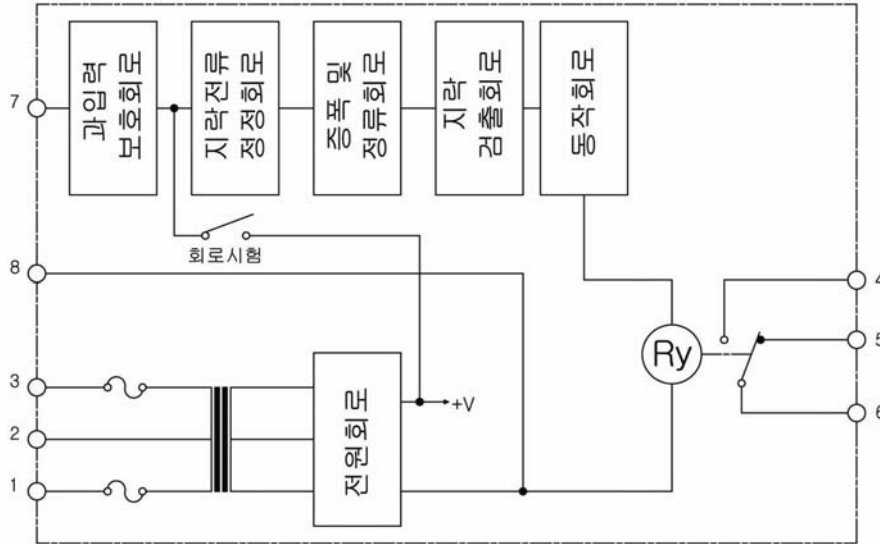 7
과입력
보호회로
지락전류
정정회로
증폭 및
정류회로
지락
검출회로
동작회로
회로시험
8
4
5
6
Ry
3
2
1
전원회로
+V